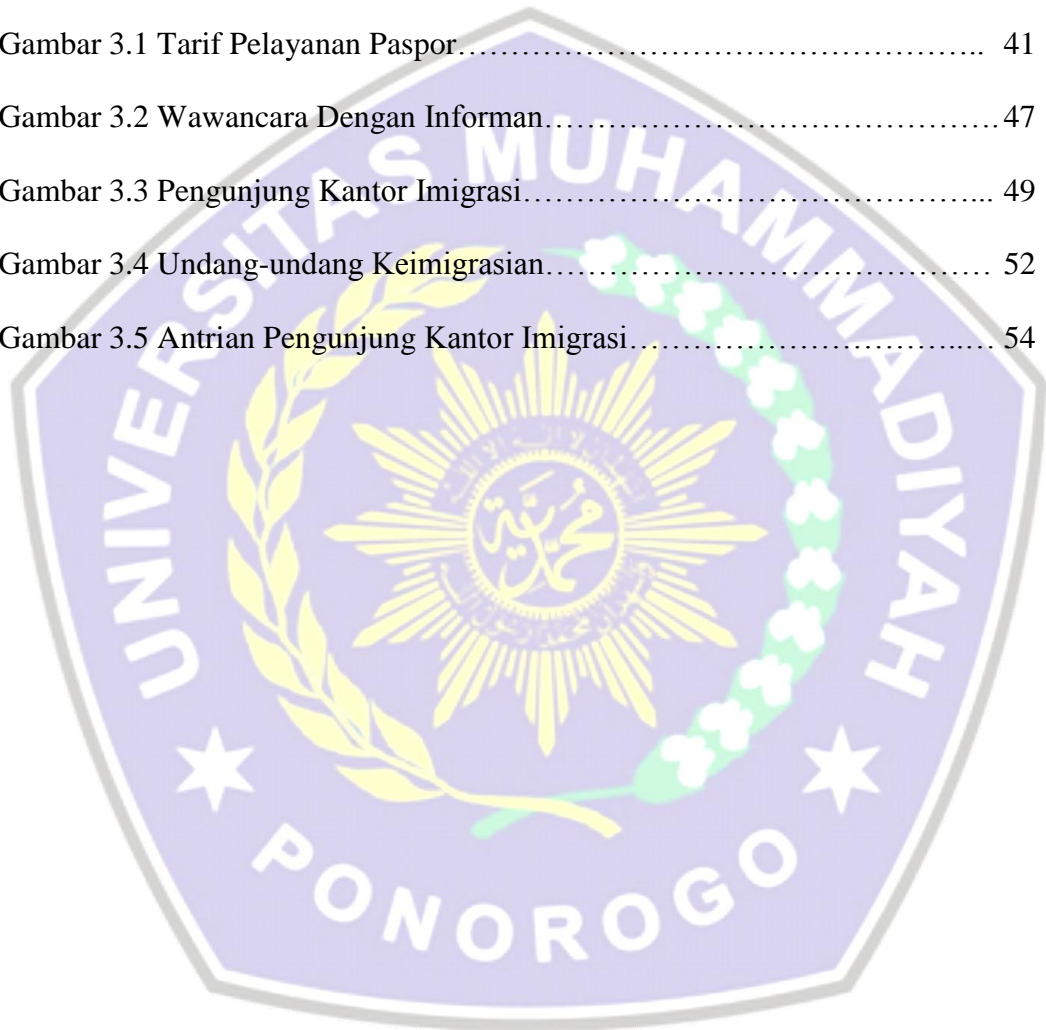 Gambar 3.1 Tarif Pelayanan Paspor………………………………………….. 41
Gambar 3.2 Wawancara Dengan Informan……………………………………. 47
Gambar 3.3 Pengunjung Kantor Imigrasi……………………………………... 49
Gambar 3.4 Undang-undang Keimigrasian…………………………………… 52
Gambar 3.5 Antrian Pengunjung Kantor Imigrasi…………………………..… 54
UNIVERSITAS MUHAMMADIYAH
محمدية
PONOROGO